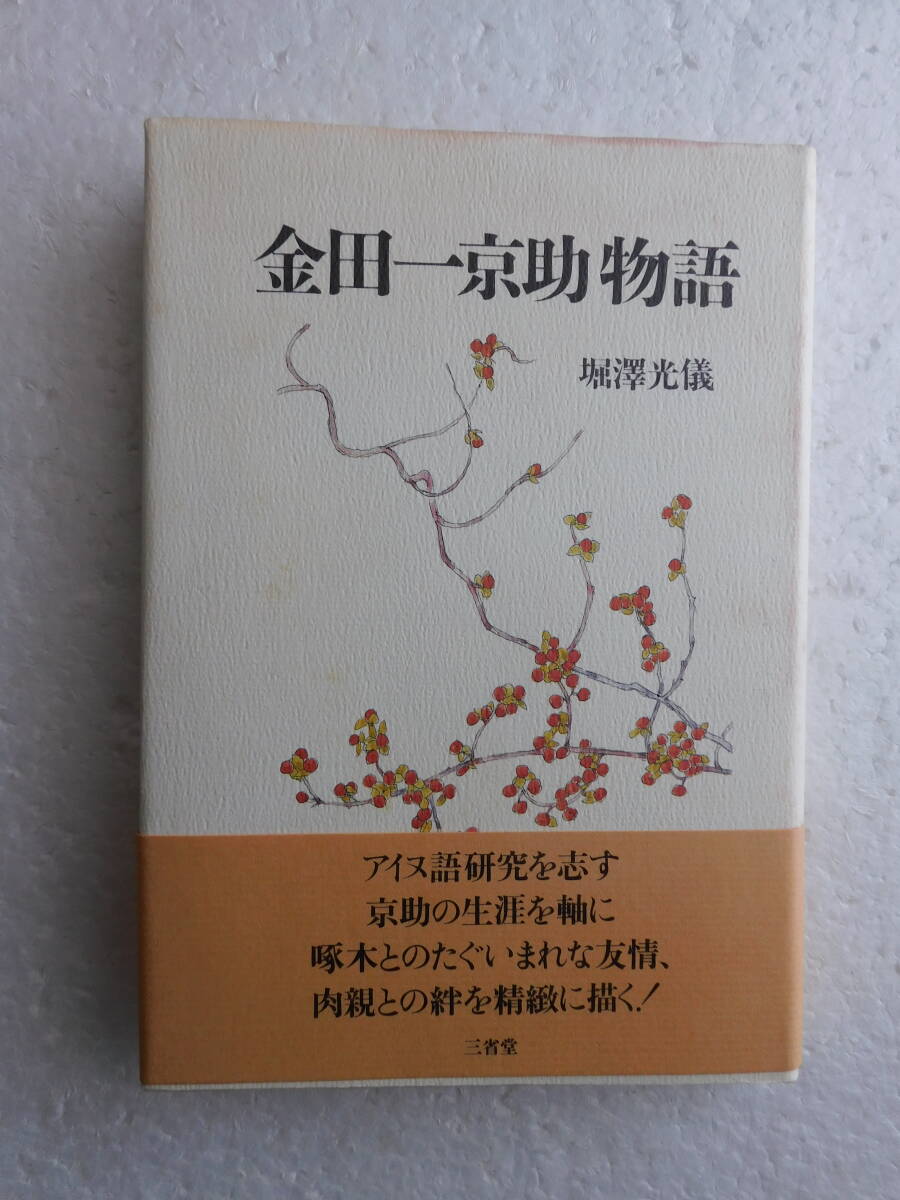 金田一京助物語
堀澤光儀
アイヌ語研究を志す
京助の生涯を軸に
啄木とのたぐいまれな友情、
肉親との絆を精緻に描く!
三省堂